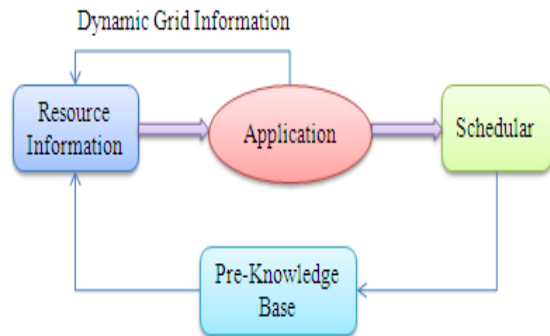 Dynamic Grid Information
Resource
Information
Application
Schedular
Pre-Knowledge
Base